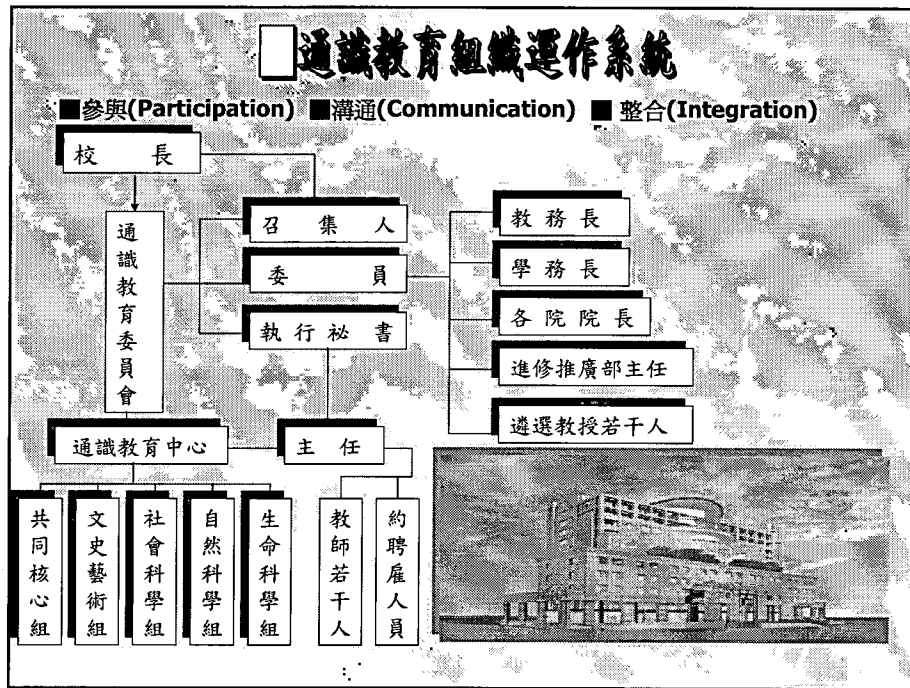 通識教育組織運作系統
■參與(Participation) ■溝通(Communication) ■ 整合(Integration)
校 長
通識教育委員會
召 集 人
委 員
執行祕書
教務長
學務長
各院院長
進修推廣部主任
遴選教授若干人
通識教育中心
主 任
共同核心組
文史藝術組
社會科學組
自然科學組
生命科學組
教師若干人
約聘雇人員